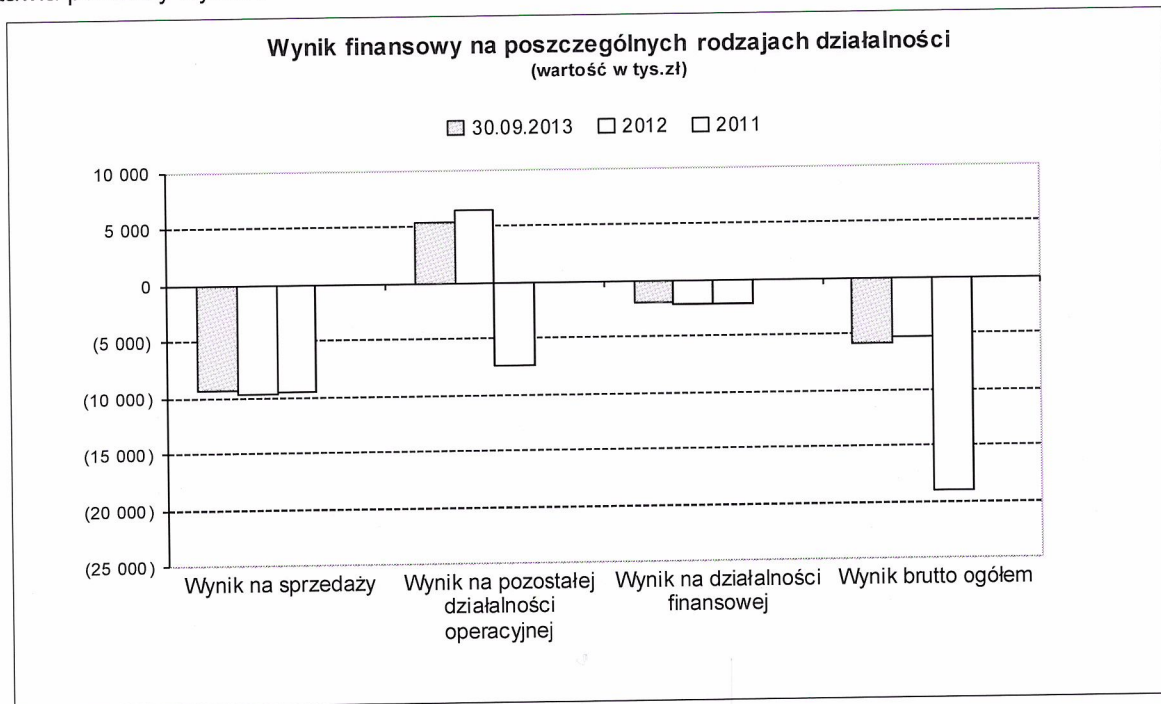 Wynik finansowy na poszczególnych rodzajach działalności
(wartość w tys.zł)
30.09.2013 2012 2011
10 000
5 000
0
(5 000)
(10 000)
(15 000)
(20 000)
(25 000)
Wynik na sprzedaży
Wynik na pozostałej
działalności
operacyjnej
Wynik na działalności
finansowej
Wynik brutto ogółem